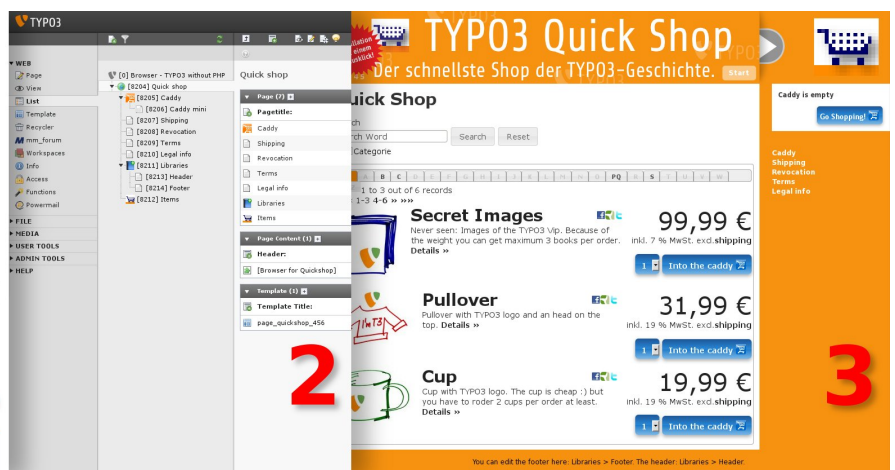 TYPO3
WEB
Page
View
List
Template
Recycler
mm_forum
Workspaces
Info
Access
Functions
Powermail
FILE
MEDIA
USER TOOLS
ADMIN TOOLS
HELP
[0] Browser - TYPO3 without PHP
[8204] Quick shop
[8205] Caddy
[8206] Caddy mini
[8207] Shipping
[8208] Revocation
[8209] Terms
[8210] Legal info
[8211] Libraries
[8213] Header
[8214] Footer
[8212] Items
Quick shop
Page (7)
Pagetitle:
Caddy
Shipping
Revocation
Terms
Legal info
Libraries
Items
Page Content (1)
Header:
[Browser for Quickshop]
Template (1)
Template Title:
page_quickshop_456
2
TYPO3 Quick Shop
Der schnellste Shop der TYPO3-Geschichte.
Start
uick Shop
rch Word
Search
Reset
Categorie
B C PQ S
1 to 3 out of 6 records
1-3 4-6 » »»
Secret Images
Never seen: Images of the TYPO3 Vip. Because of
the weight you can get maximum 3 books per order.
Details »
99,99 €
inkl. 7 % MwSt. excl.shipping
1 Into the caddy
Pullover
Pullover with TYPO3 logo and an head on the
top. Details »
I'm T3
31,99 €
inkl. 19 % MwSt. excl.shipping
1 Into the caddy
Cup
Cup with TYPO3 logo. The cup is cheap :) but
you have to roder 2 cups per order at least.
Details »
19,99 €
inkl. 19 % MwSt. excl.shipping
1 Into the caddy
You can edit the footer here: Libraries > Footer. The header: Libraries > Header.
Caddy is empty
Go Shopping!
Caddy
Shipping
Revocation
Terms
Legal info
3